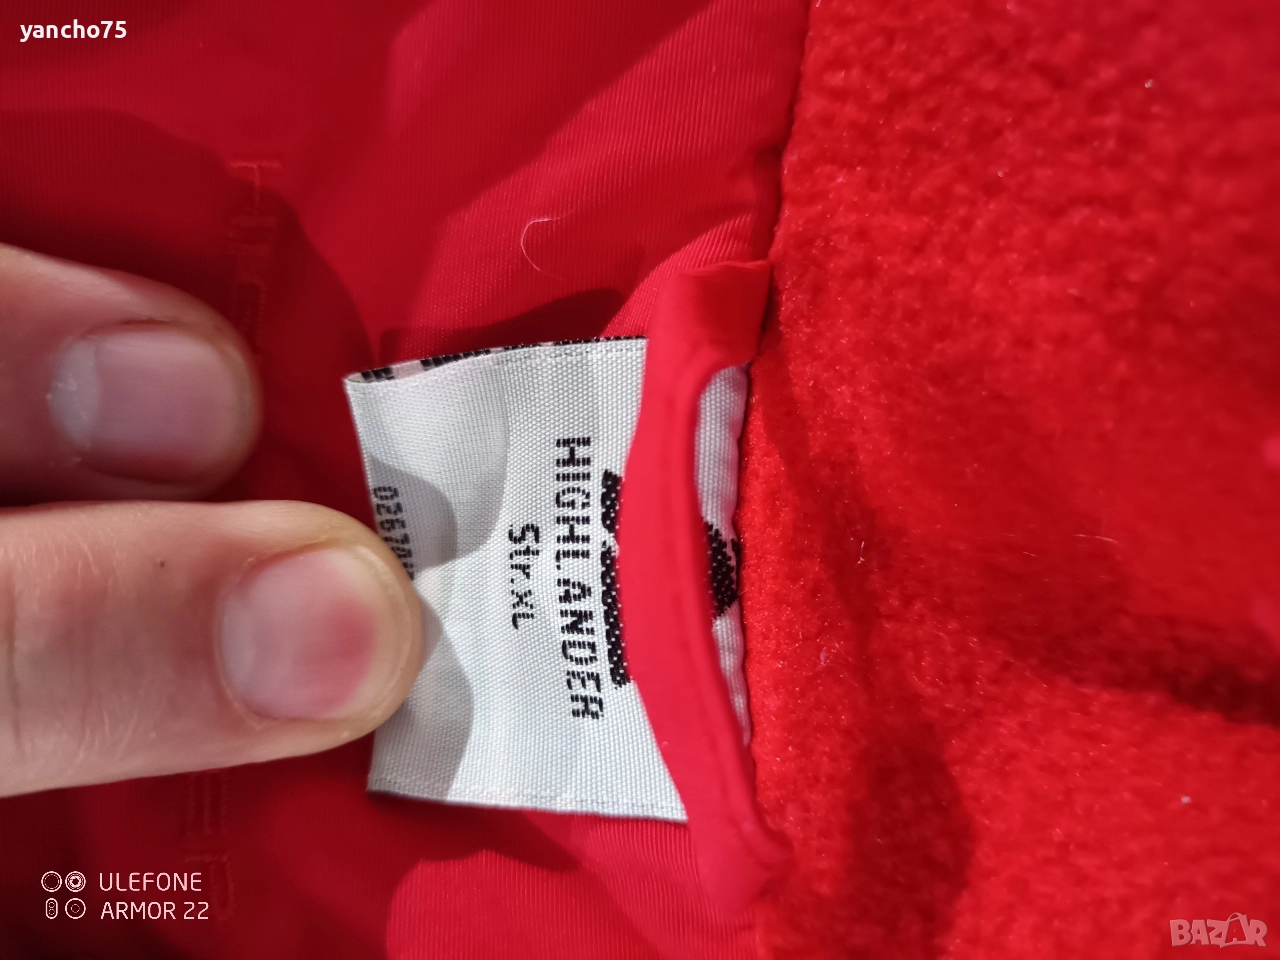 yancho75
HIGHLANDER
Str.XL
ULEFONE
ARMOR 22
BAZAR